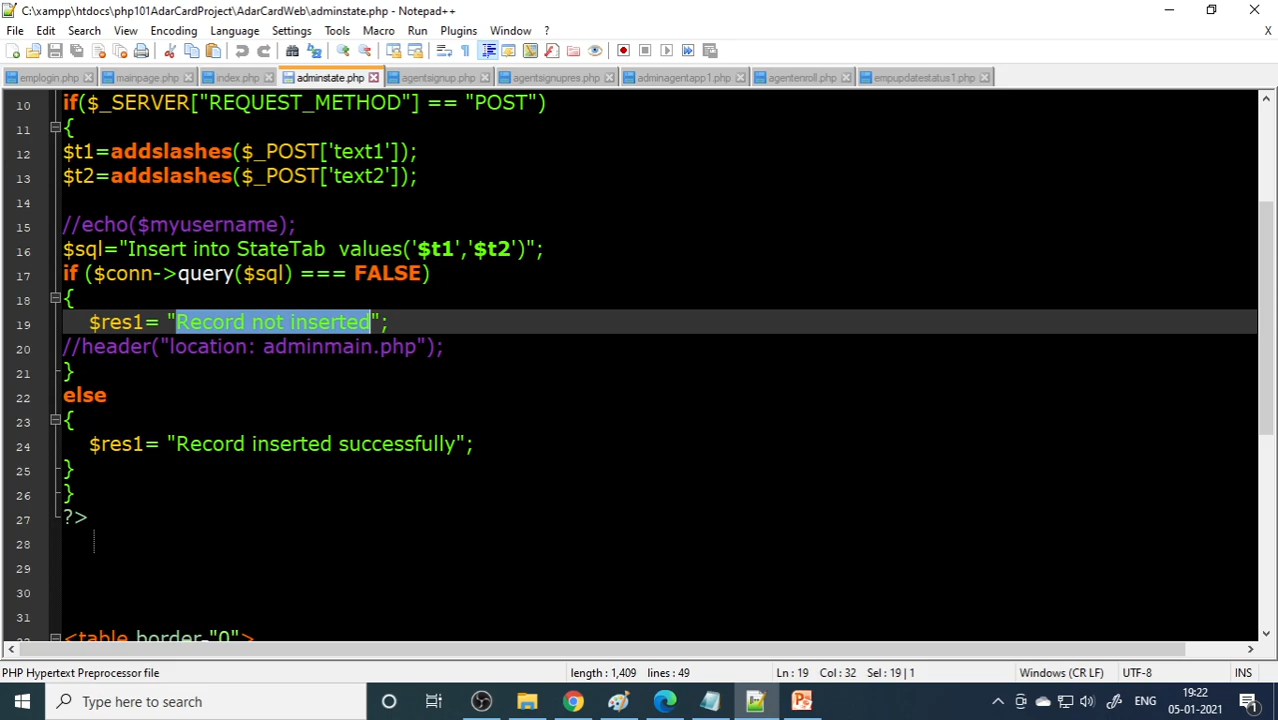 C:\xampp\htdocs\php101AdarCardProject\AdarCardWeb\adminstate.php - Notepad++
File Edit Search View Encoding Language Settings Tools Macro Run Plugins Window ? X
emplogin.php mainpage.php index.php adminstate.php agentsignup.php agentsignupres.php adminagentapp1.php agentenroll.php empupdatestatus1.php
10 if($_SERVER["REQUEST_METHOD"] == "POST")
11 {
12 $t1=addslashes($_POST['text1']);
13 $t2=addslashes($_POST['text2']);
14
15 //echo($myusername);
16 $sql="Insert into StateTab  values('$t1','$t2')";
17 if ($conn->query($sql) === FALSE)
18 {
19 $res1= "Record not inserted";
20 //header("location: adminmain.php");
21 }
22 else
23 {
24 $res1= "Record inserted successfully";
25 }
26 }
27 ?>
28
29
30
31
<table border="0">
PHP Hypertext Preprocessor file length : 1,409 lines : 49 Ln : 19 Col : 32 Sel : 19 | 1 Windows (CR LF) UTF-8 INS
Type here to search ENG 19:22
05-01-2021 1